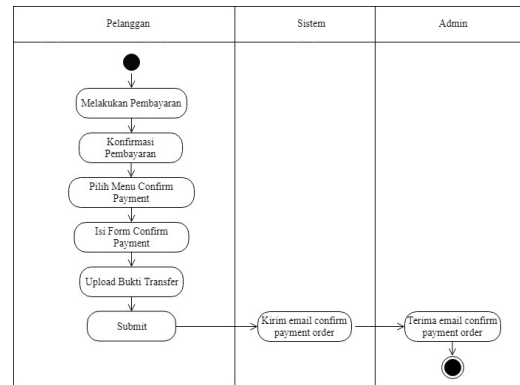 Pelanggan
Sistem
Admin
Melakukan Pembayaran
Konfirmasi
Pembayaran
Pilih Menu Confirm
Payment
Isi Form Confirm
Payment
Upload Bukti Transfer
Submit
Kirim email confirm
payment order
Terima email confirm
payment order